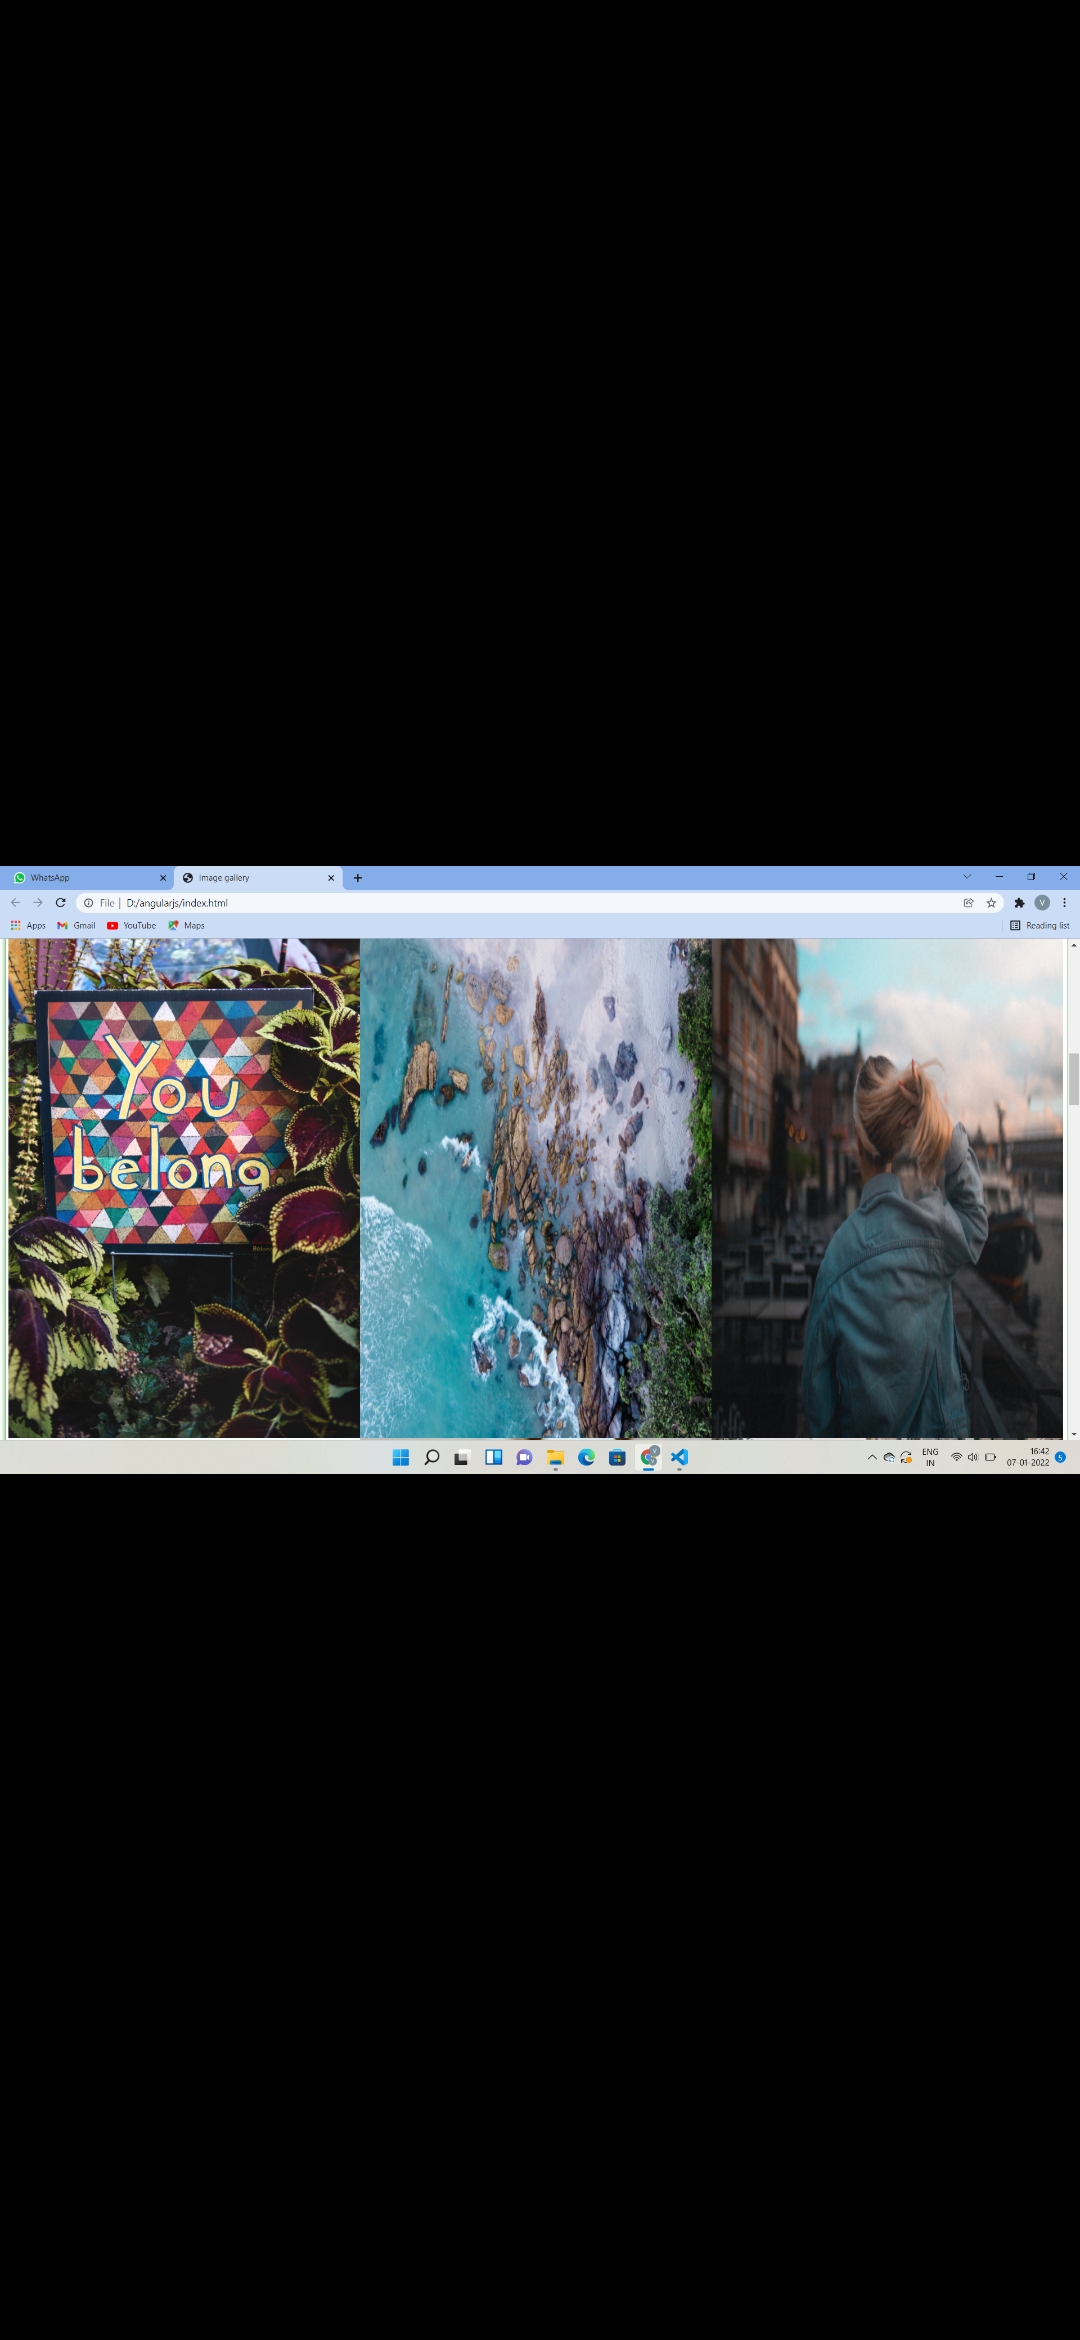 WhatsApp
Image gallery
File | D:/angularjs/index.html
V
Apps
Gmail
YouTube
Maps
Reading list
You
belong.
ENG
IN
16:42
07-01-2022
5